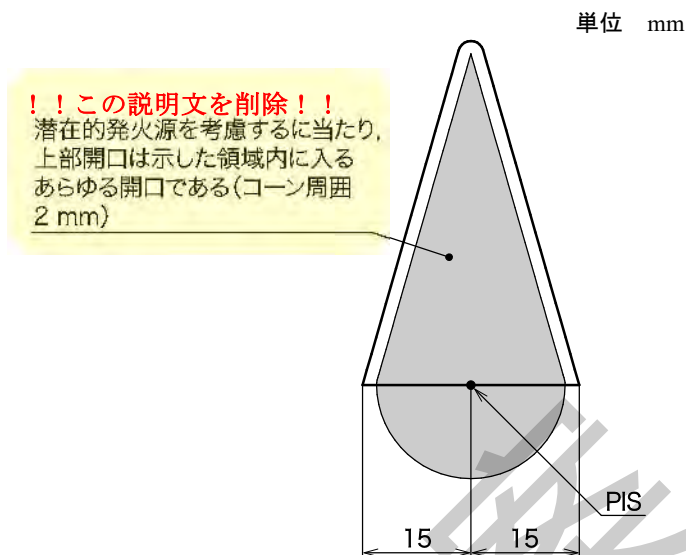 単位 mm
！！この説明文を削除！！
潜在的発火源を考慮するに当たり,
上部開口は示した領域内に入る
あらゆる開口である(コーン周囲
2 mm)
PIS
15 15